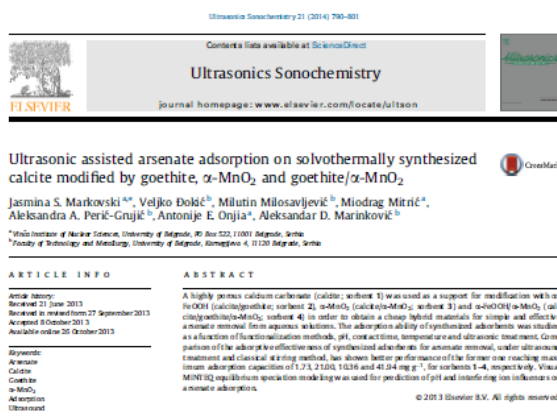 Ultrasonics Sonochemistry 21 (2014) 790–801
Contents lists available at ScienceDirect
Ultrasonics Sonochemistry
journal homepage: www.elsevier.com/locate/ultson
ELSEVIER
Ultrasonic assisted arsenate adsorption on solvothermally synthesized
calcite modified by goethite, α-MnO₂ and goethite/α-MnO₂
CrossMar
Jasmina S. Markovski a,*, Veljko Đokić b, Milutin Milosavljević b, Miodrag Mitrić a,
Aleksandra A. Perić-Grujić b, Antonije E. Onjia a, Aleksandar D. Marinković b
a Vinča Institute of Nuclear Sciences, University of Belgrade, PO Box 522, 11001 Belgrade, Serbia
b Faculty of Technology and Metallurgy, University of Belgrade, Karnegijeva 4, 11120 Belgrade, Serbia
ARTICLE INFO
Article history:
Received 21 June 2013
Received in revised form 27 September 2013
Accepted 8 October 2013
Available online 26 October 2013
Keywords:
Arsenate
Calcite
Goethite
α-MnO₂
Adsorption
Ultrasound
ABSTRACT
A highly porous calcium carbonate (calcite; sorbent 1) was used as a support for modification with α-
FeOOH (calcite/goethite; sorbent 2), α-MnO₂ (calcite/α-MnO₂; sorbent 3) and α-FeOOH/α-MnO₂ (cal
cite/goethite/α-MnO₂; sorbent 4) in order to obtain a cheap hybrid materials for simple and effective
arsenate removal from aqueous solutions. The adsorption ability of synthesized adsorbents was studied
as a function of functionalization methods, pH, contact time, temperature and ultrasonic treatment. Com
parison of the adsorptive effectiveness of synthesized adsorbents for arsenate removal, under ultrasound
treatment and classical stirring method, has shown better performance of the former one reaching max
imum adsorption capacities of 1.73, 21.00, 10.36 and 41.94 mg g⁻¹, for sorbents 1–4, respectively. Visual
MINTEQ equilibrium speciation modeling was used for prediction of pH and interfering ion influences on
arsenate adsorption.
© 2013 Elsevier B.V. All rights reserved